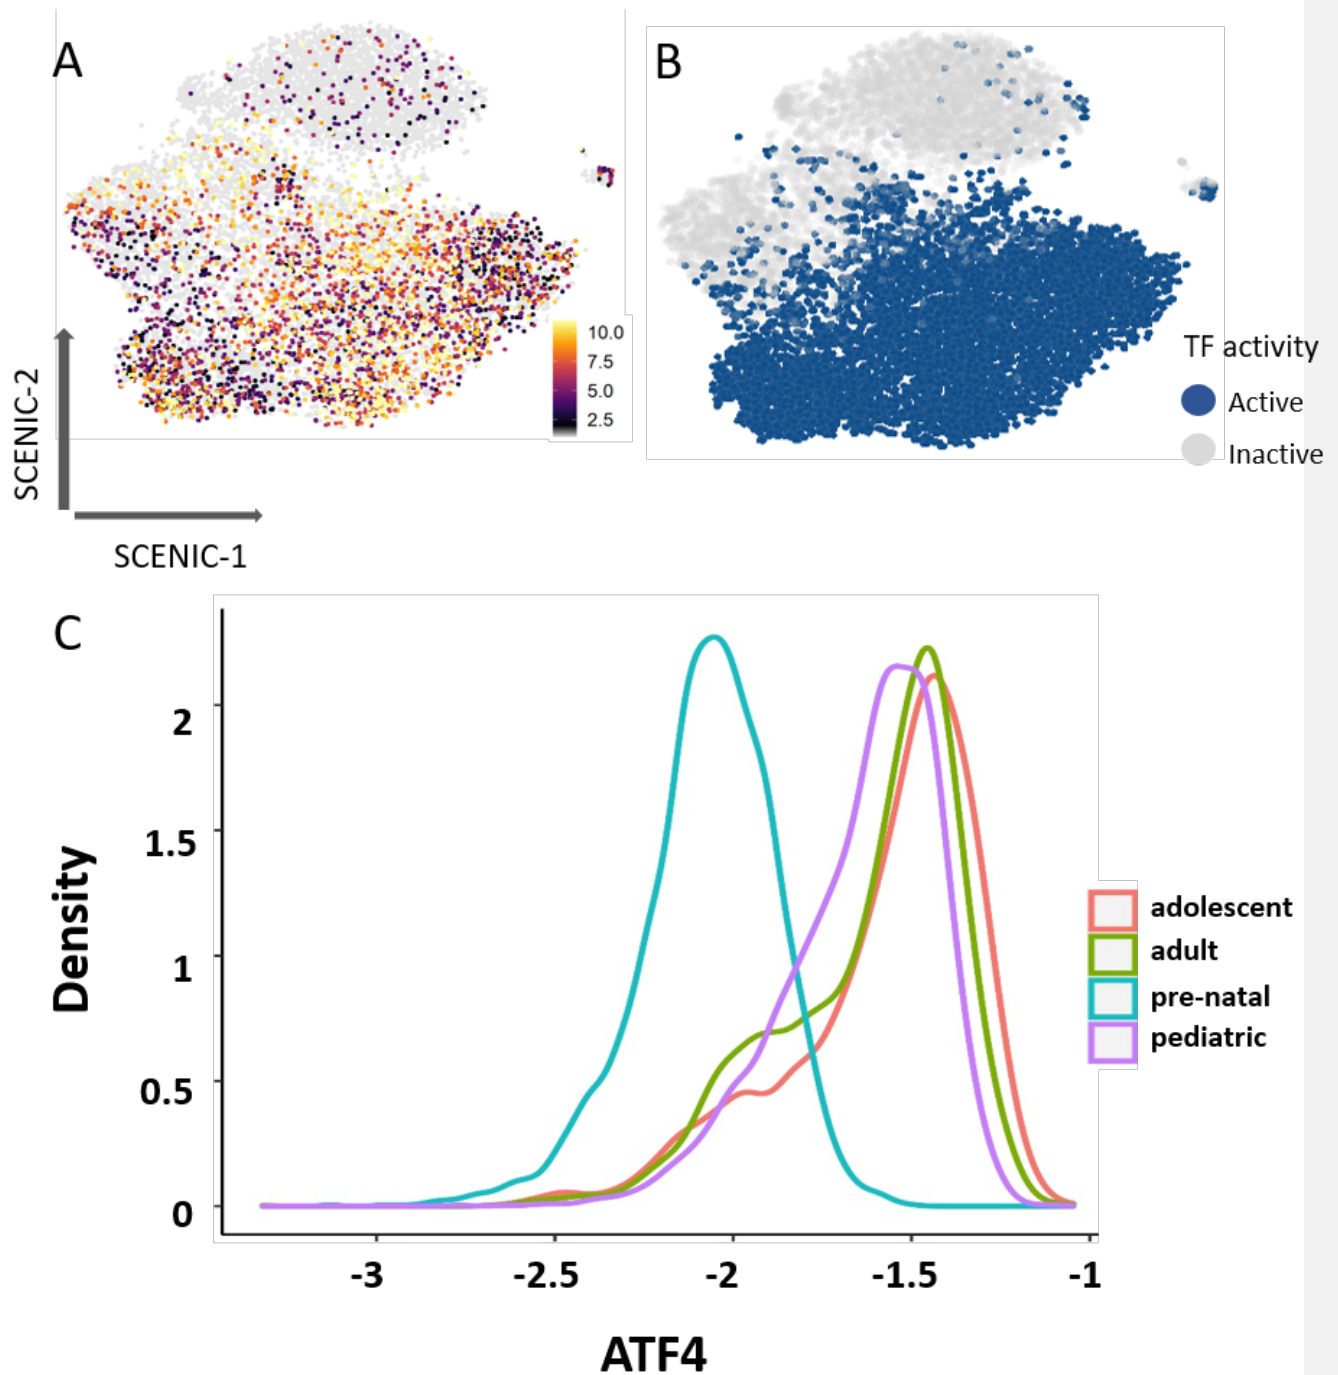 A
B
10.0
7.5
5.0
2.5
TF activity
Active
Inactive
SCENIC-2
SCENIC-1
C
Density
2
1.5
1
0.5
0
adolescent
adult
pre-natal
pediatric
-3
-2.5
-2
-1.5
-1
ATF4